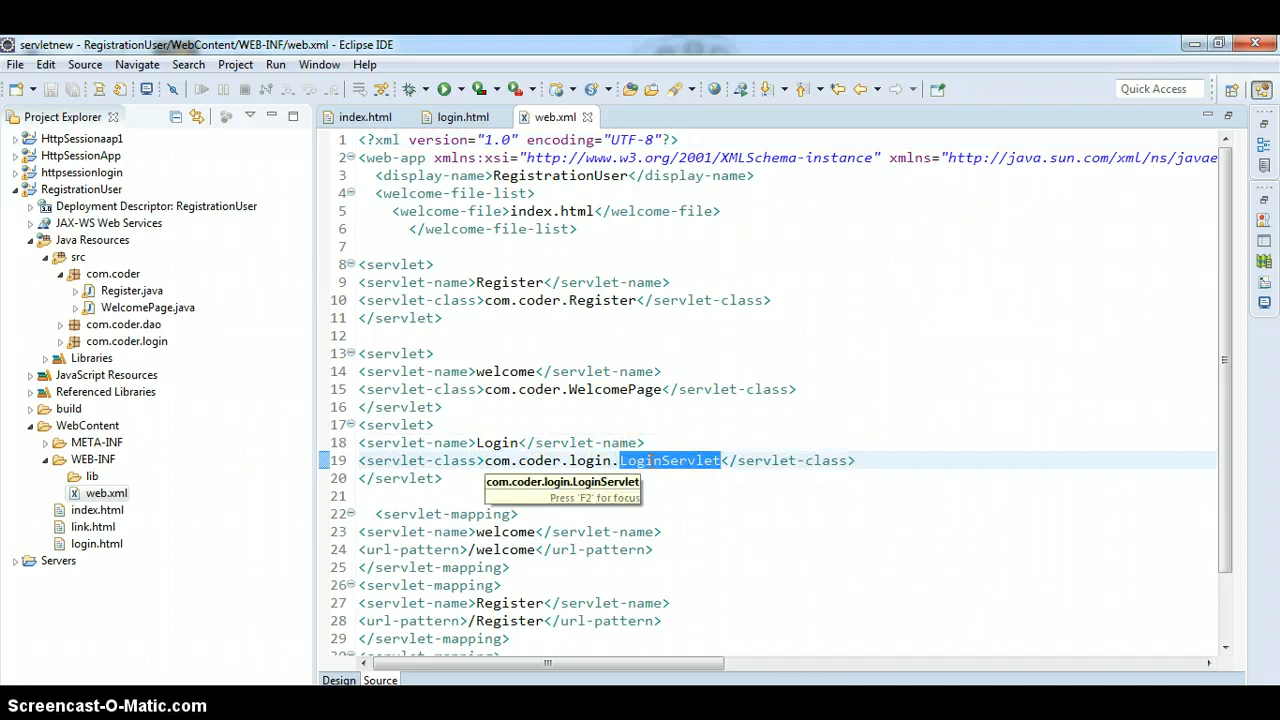 servletnew - RegistrationUser/WebContent/WEB-INF/web.xml - Eclipse IDE
File Edit Source Navigate Search Project Run Window Help
Quick Access
Project Explorer
HttpSessionaap1
HttpSessionApp
httpsessionlogin
RegistrationUser
Deployment Descriptor: RegistrationUser
JAX-WS Web Services
Java Resources
src
com.coder
Register.java
WelcomePage.java
com.coder.dao
com.coder.login
Libraries
JavaScript Resources
Referenced Libraries
build
WebContent
META-INF
WEB-INF
lib
web.xml
index.html
link.html
login.html
Servers
index.html login.html web.xml
1 <?xml version="1.0" encoding="UTF-8"?>
2 <web-app xmlns:xsi="http://www.w3.org/2001/XMLSchema-instance" xmlns="http://java.sun.com/xml/ns/javae
3 <display-name>RegistrationUser</display-name>
4 <welcome-file-list>
5 <welcome-file>index.html</welcome-file>
6 </welcome-file-list>
7
8 <servlet>
9 <servlet-name>Register</servlet-name>
10 <servlet-class>com.coder.Register</servlet-class>
11 </servlet>
12
13 <servlet>
14 <servlet-name>welcome</servlet-name>
15 <servlet-class>com.coder.WelcomePage</servlet-class>
16 </servlet>
17 <servlet>
18 <servlet-name>Login</servlet-name>
19 <servlet-class>com.coder.login.LoginServlet</servlet-class>
20 </servlet>
com.coder.login.LoginServlet
Press 'F2' for focus
21
22 <servlet-mapping>
23 <servlet-name>welcome</servlet-name>
24 <url-pattern>/welcome</url-pattern>
25 </servlet-mapping>
26 <servlet-mapping>
27 <servlet-name>Register</servlet-name>
28 <url-pattern>/Register</url-pattern>
29 </servlet-mapping>
Design Source
Screencast-O-Matic.com